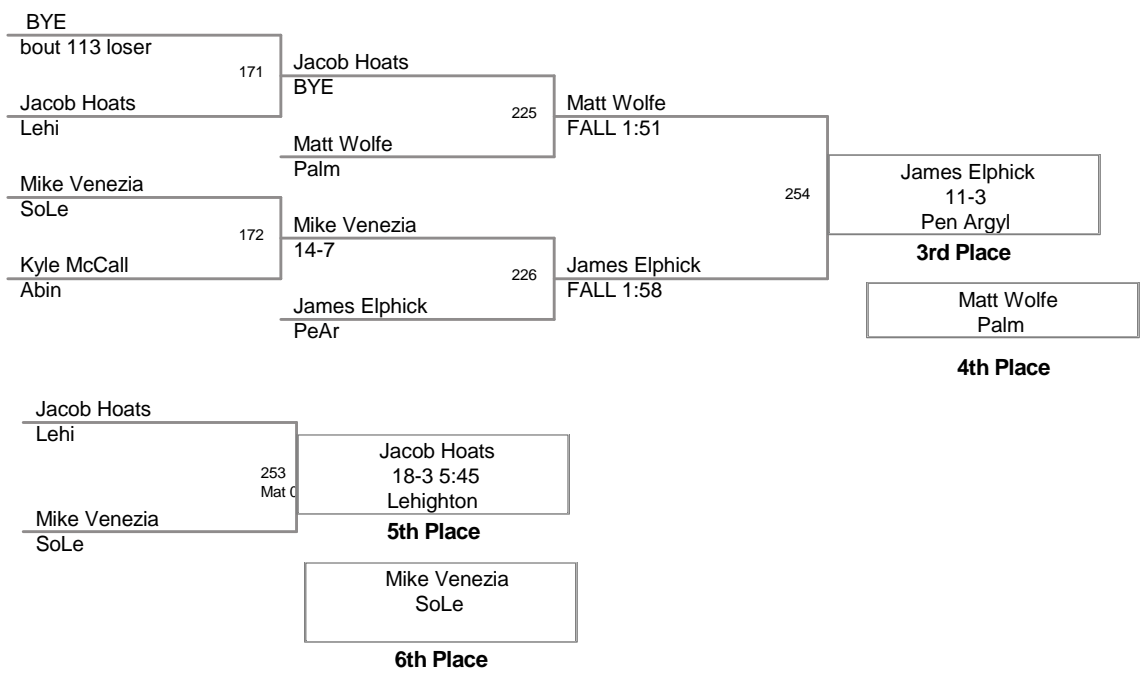 BYE
bout 113 loser
171
Jacob Hoats
Lehi
Jacob Hoats
BYE
225
Matt Wolfe
Palm
Matt Wolfe
FALL 1:51
Mike Venezia
SoLe
172
Kyle McCall
Abin
Mike Venezia
14-7
226
James Elphick
PeAr
James Elphick
FALL 1:58
254
James Elphick
11-3
Pen Argyl
3rd Place
Matt Wolfe
Palm
4th Place
Jacob Hoats
Lehi
253
Mat 0
Mike Venezia
SoLe
Jacob Hoats
18-3 5:45
Lehighton
5th Place
Mike Venezia
SoLe
6th Place